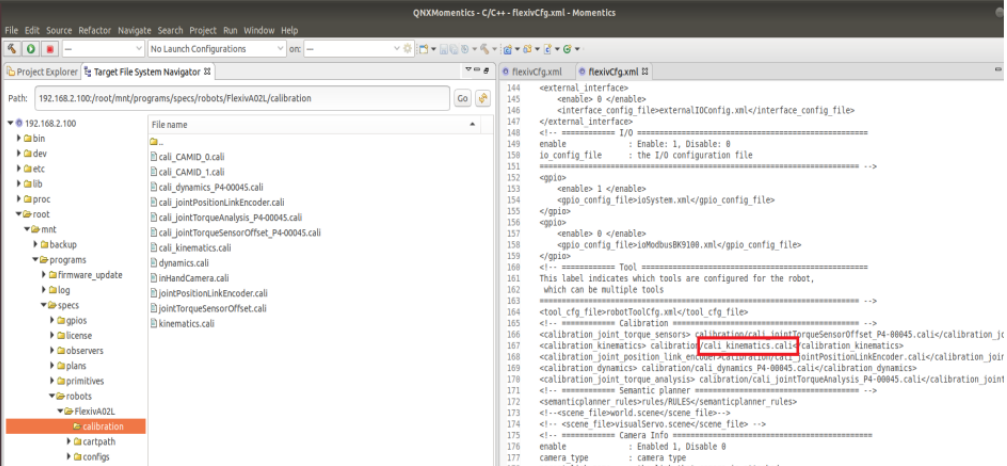 QNXMomentics - C/C++ - flexivCfg.xml - Momentics
File Edit Source Refactor Navigate Search Project Run Window Help
--- No Launch Configurations on: ---
Project Explorer Target File System Navigator
Path: 192.168.2.100:/root/mnt/programs/specs/robots/FlexivA02L/calibration Go
192.168.2.100
bin
dev
etc
lib
proc
root
mnt
backup
programs
firmware_update
log
specs
gpios
license
observers
plans
primitives
robots
FlexivA02L
calibration
cartpath
configs
File name
..
cali_CAMID_0.cali
cali_CAMID_1.cali
cali_dynamics_P4-00045.cali
cali_jointPositionLinkEncoder.cali
cali_jointTorqueAnalysis_P4-00045.cali
cali_jointTorqueSensorOffset_P4-00045.cali
cali_kinematics.cali
dynamics.cali
inHandCamera.cali
jointPositionLinkEncoder.cali
jointTorqueSensorOffset.cali
kinematics.cali
flexivCfg.xml flexivCfg.xml
144 <external_interface>
145 <enable> 0 </enable>
146 <interface_config_file>externalIOConfig.xml</interface_config_file>
147 </external_interface>
148 <!-- ============ I/O ====================================================
149 enable : Enable: 1, Disable: 0
150 io_config_file : the I/O configuration file
151 ======================================================================== -->
152 <gpio>
153 <enable> 1 </enable>
154 <gpio_config_file>ioSystem.xml</gpio_config_file>
155 </gpio>
156 <gpio>
157 <enable> 0 </enable>
158 <gpio_config_file>ioModbusBK9100.xml</gpio_config_file>
159 </gpio>
160 <!-- ============ Tool ===================================================
161 This label indicates which tools are configured for the robot,
162 which can be multiple tools
163 ======================================================================== -->
164 <tool_cfg_file>robotToolCfg.xml</tool_cfg_file>
165 <!-- ============ Calibration ======================================== -->
166 <calibration_joint_torque_sensors> calibration/cali_jointTorqueSensorOffset_P4-00045.cali</calibration_jo
167 <calibration_kinematics> calibration/cali_kinematics.cali</calibration_kinematics>
168 <calibration_joint_position_link_encoder>calibration/cali_jointPositionLinkEncoder.cali</calibration_join
169 <calibration_dynamics> calibration/cali_dynamics_P4-00045.cali</calibration_dynamics>
170 <calibration_joint_torque_analysis> calibration/cali_jointTorqueAnalysis_P4-00045.cali</calibration_joint
171 <!-- ============ Semantic planner =================================== -->
172 <semanticplanner_rules>rules/RULES</semanticplanner_rules>
173 <!--<scene_file>world.scene</scene_file>-->
174 <!-- <scene_file>visualServo.scene</scene_file> -->
175 <!-- ============ Camera Info ============================================
176 enable : Enabled 1, Disable 0
177 camera_type : camera type